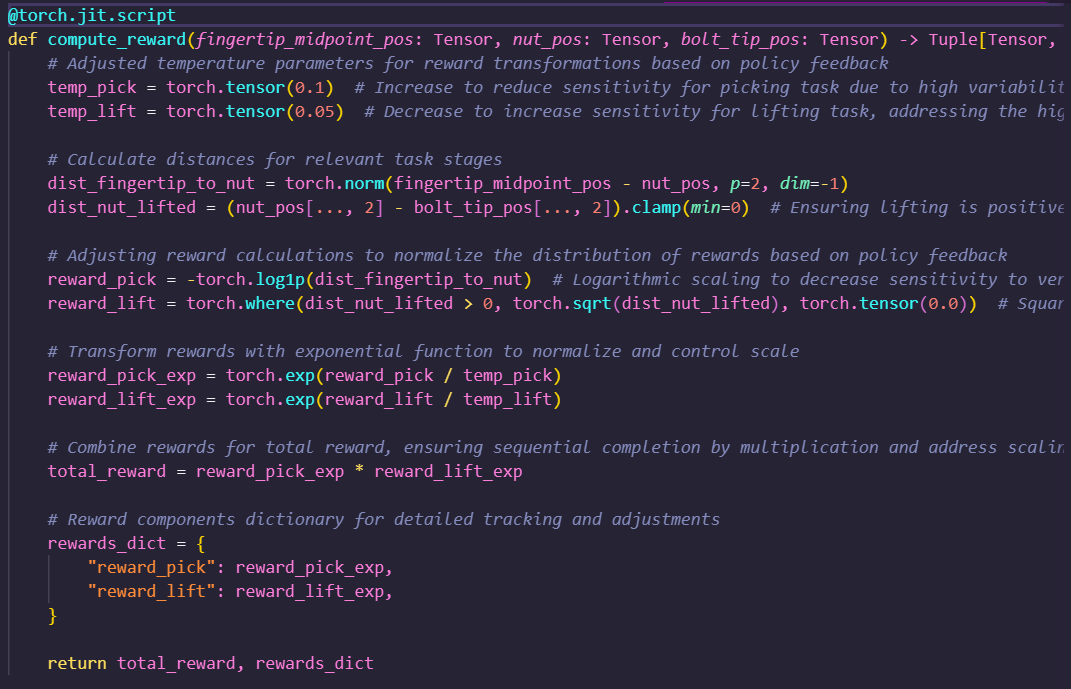 @torch.jit.script
def compute_reward(fingertip_midpoint_pos: Tensor, nut_pos: Tensor, bolt_tip_pos: Tensor) -> Tuple[Tensor,
    # Adjusted temperature parameters for reward transformations based on policy feedback
    temp_pick = torch.tensor(0.1)  # Increase to reduce sensitivity for picking task due to high variabilit
    temp_lift = torch.tensor(0.05)  # Decrease to increase sensitivity for lifting task, addressing the hig

    # Calculate distances for relevant task stages
    dist_fingertip_to_nut = torch.norm(fingertip_midpoint_pos - nut_pos, p=2, dim=-1)
    dist_nut_lifted = (nut_pos[..., 2] - bolt_tip_pos[..., 2]).clamp(min=0)  # Ensuring lifting is positive

    # Adjusting reward calculations to normalize the distribution of rewards based on policy feedback
    reward_pick = -torch.log1p(dist_fingertip_to_nut)  # Logarithmic scaling to decrease sensitivity to ver
    reward_lift = torch.where(dist_nut_lifted > 0, torch.sqrt(dist_nut_lifted), torch.tensor(0.0))  # Squar

    # Transform rewards with exponential function to normalize and control scale
    reward_pick_exp = torch.exp(reward_pick / temp_pick)
    reward_lift_exp = torch.exp(reward_lift / temp_lift)

    # Combine rewards for total reward, ensuring sequential completion by multiplication and address scalin
    total_reward = reward_pick_exp * reward_lift_exp

    # Reward components dictionary for detailed tracking and adjustments
    rewards_dict = {
        "reward_pick": reward_pick_exp,
        "reward_lift": reward_lift_exp,
    }

    return total_reward, rewards_dict